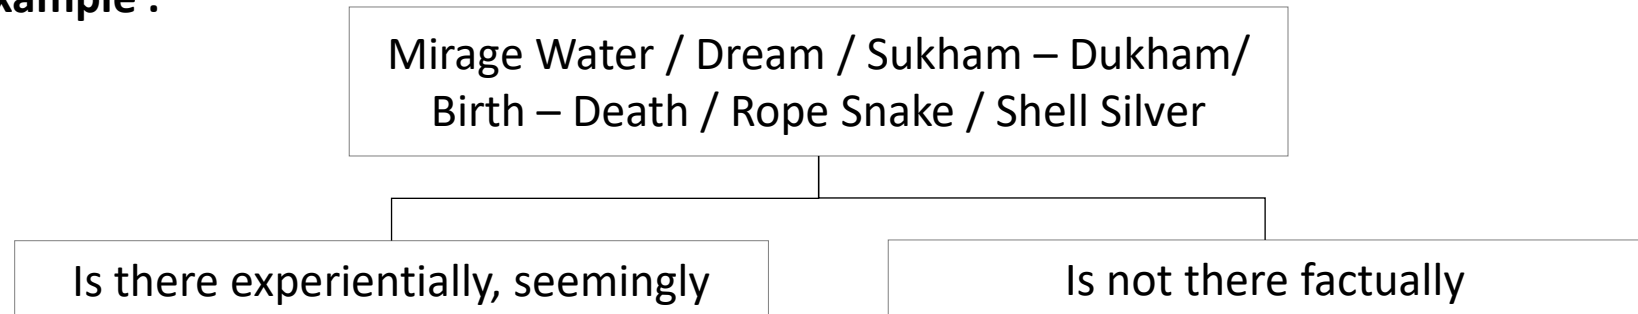 Mirage Water / Dream / Sukham – Dukham/
Birth – Death / Rope Snake / Shell Silver
Is there experientially, seemingly
Is not there factually